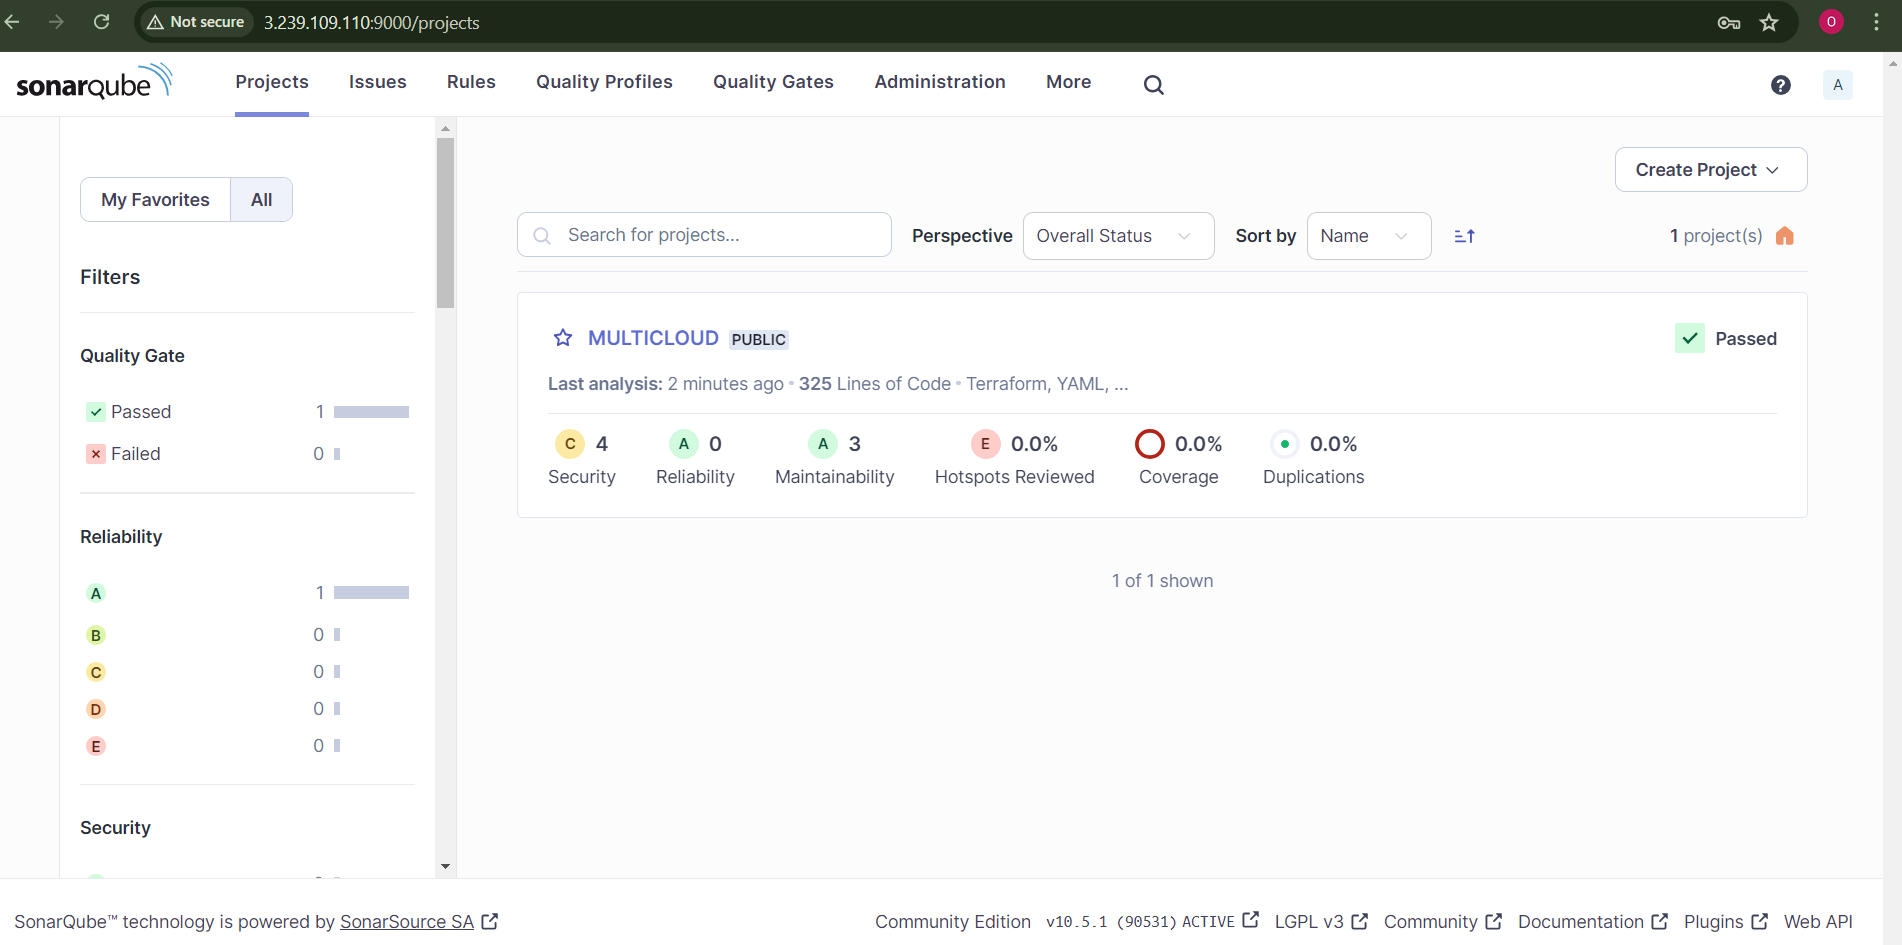 Not secure 3.239.109.110:9000/projects O
sonarqube Projects Issues Rules Quality Profiles Quality Gates Administration More ? A
My Favorites All
Filters
Quality Gate
Passed 1
Failed 0
Reliability
A 1
B 0
C 0
D 0
E 0
Security
Create Project
Search for projects... Perspective Overall Status Sort by Name 1 project(s)
MULTICLOUD PUBLIC Passed
Last analysis: 2 minutes ago • 325 Lines of Code • Terraform, YAML, ...
C 4 A 0 A 3 E 0.0% 0.0% 0.0%
Security Reliability Maintainability Hotspots Reviewed Coverage Duplications
1 of 1 shown
SonarQube™ technology is powered by SonarSource SA Community Edition v10.5.1 (90531) ACTIVE LGPL v3 Community Documentation Plugins Web API